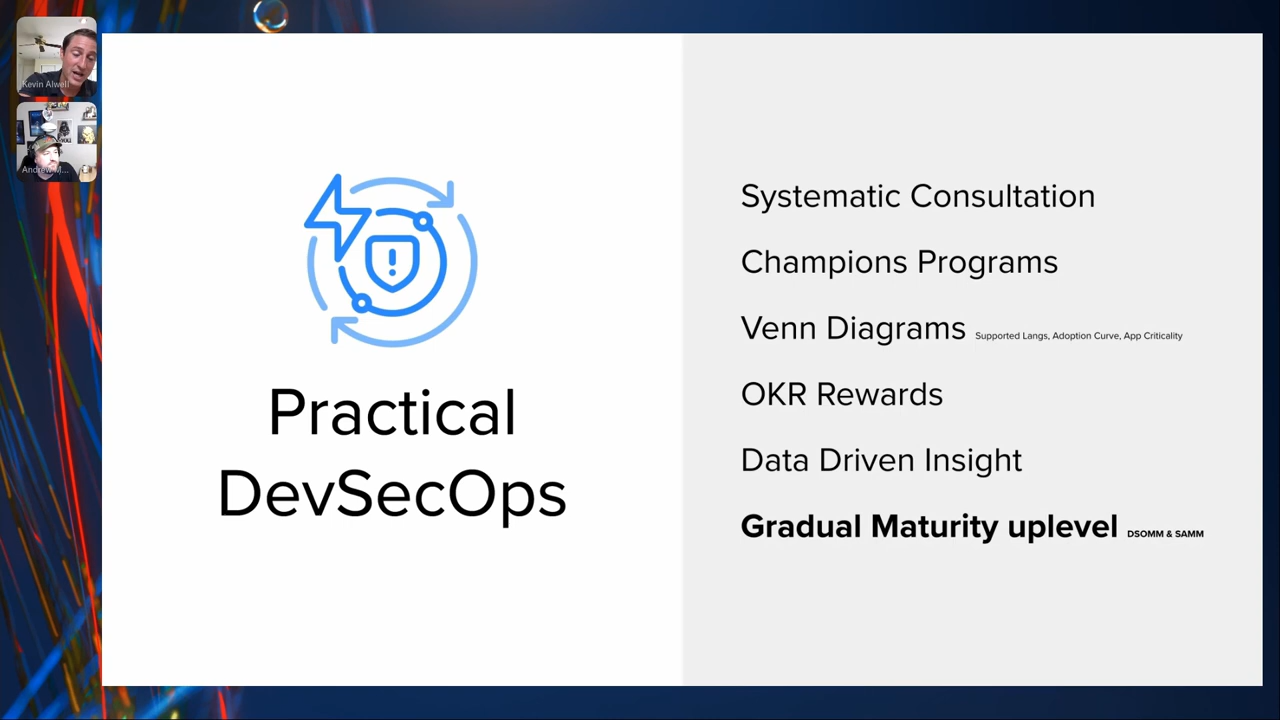 Kevin Alwell
Andrew M...
Practical
DevSecOps
Systematic Consultation
Champions Programs
Venn Diagrams Supported Langs, Adoption Curve, App Criticality
OKR Rewards
Data Driven Insight
Gradual Maturity uplevel DSOMM & SAMM